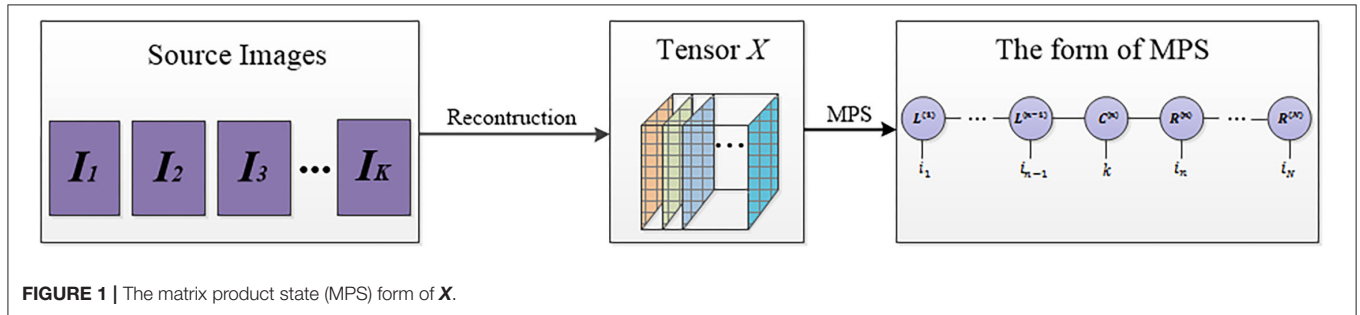 Source Images
I1 I2 I3 ... IK
Recontruction
Tensor X
...
MPS
The form of MPS
L(1) ... L(n-1) C(n) R(n) ... R(N)
i1 in-1 k in iN
FIGURE 1 | The matrix product state (MPS) form of X.